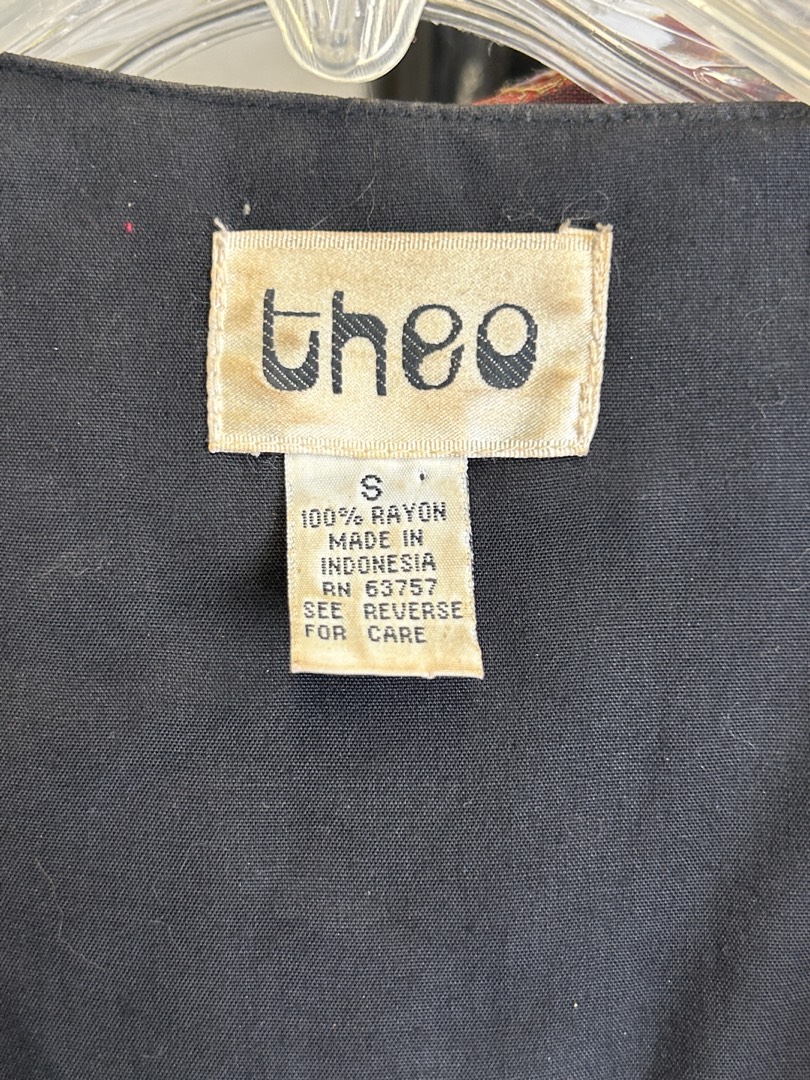 theo
S
100% RAYON
MADE IN
INDONESIA
RN 63757
SEE REVERSE
FOR CARE